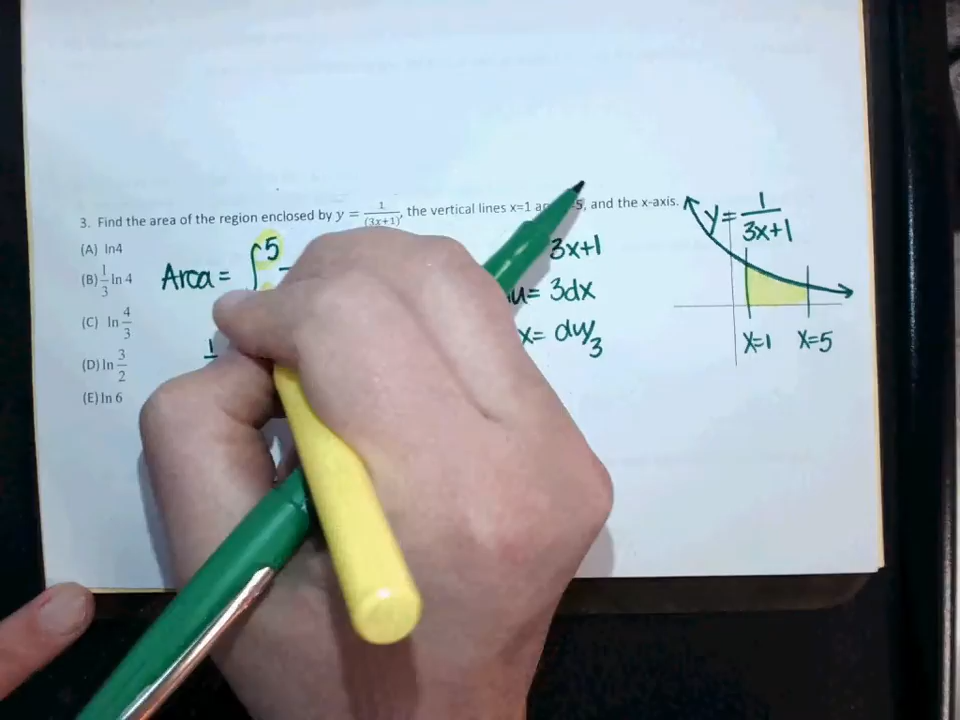 3. Find the area of the region enclosed by y = 1/(3x+1), the vertical lines x=1 5, and the x-axis.
(A) ln4
(B) 1/3 ln 4
(C) ln 4/3
(D) ln 3/2
(E) ln 6
Area = ∫ 5
1
3x+1
u= 3dx
x= du/3
y= 1/3x+1
x=1 x=5